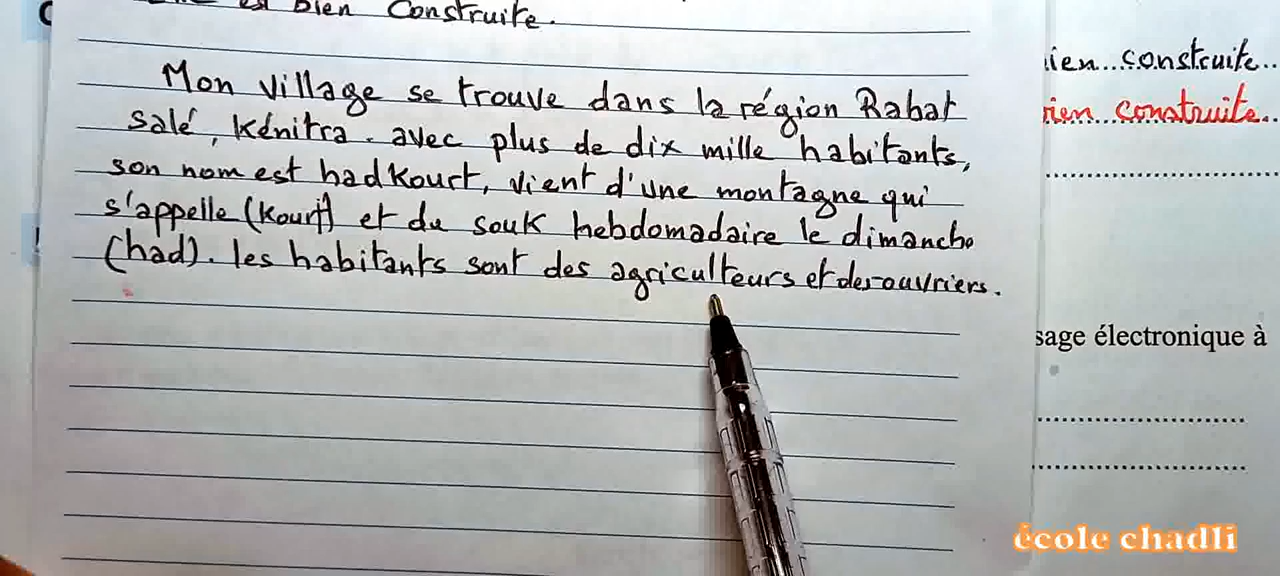 est bien construite.
Mon village se trouve dans la région Rabat
salé, Kénitra. avec plus de dix mille habitants,
son nom est hadkourt, vient d'une montagne qui
s'appelle (Kourt) et du souk hebdomadaire le dimanche
(had). les habitants sont des agriculteurs et des ouvriers.
ien...construite..
bien construite..
sage électronique à
école chadli